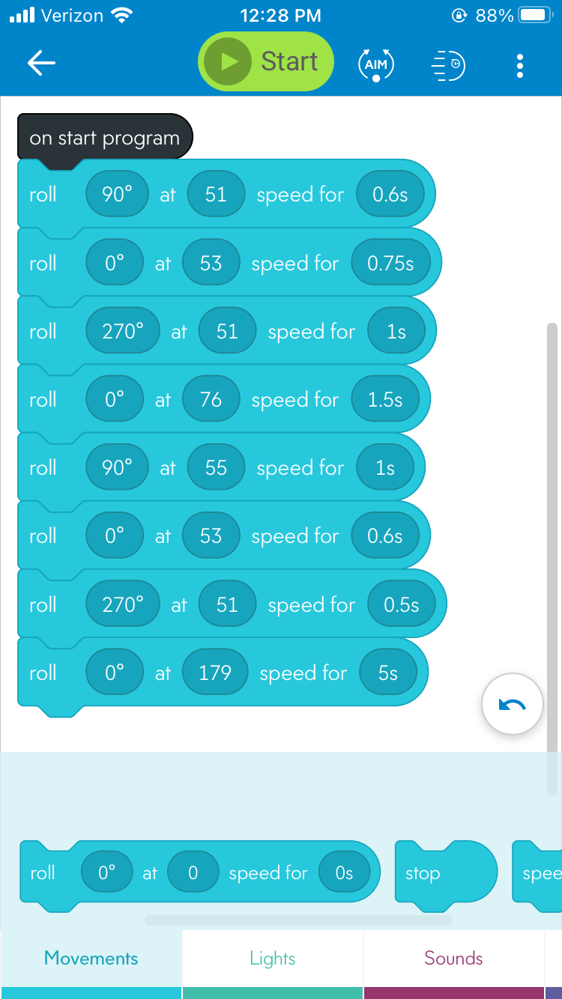 Verizon 12:28 PM 88%
Start AIM
on start program
roll 90° at 51 speed for 0.6s
roll 0° at 53 speed for 0.75s
roll 270° at 51 speed for 1s
roll 0° at 76 speed for 1.5s
roll 90° at 55 speed for 1s
roll 0° at 53 speed for 0.6s
roll 270° at 51 speed for 0.5s
roll 0° at 179 speed for 5s
roll 0° at 0 speed for 0s stop spee
Movements Lights Sounds